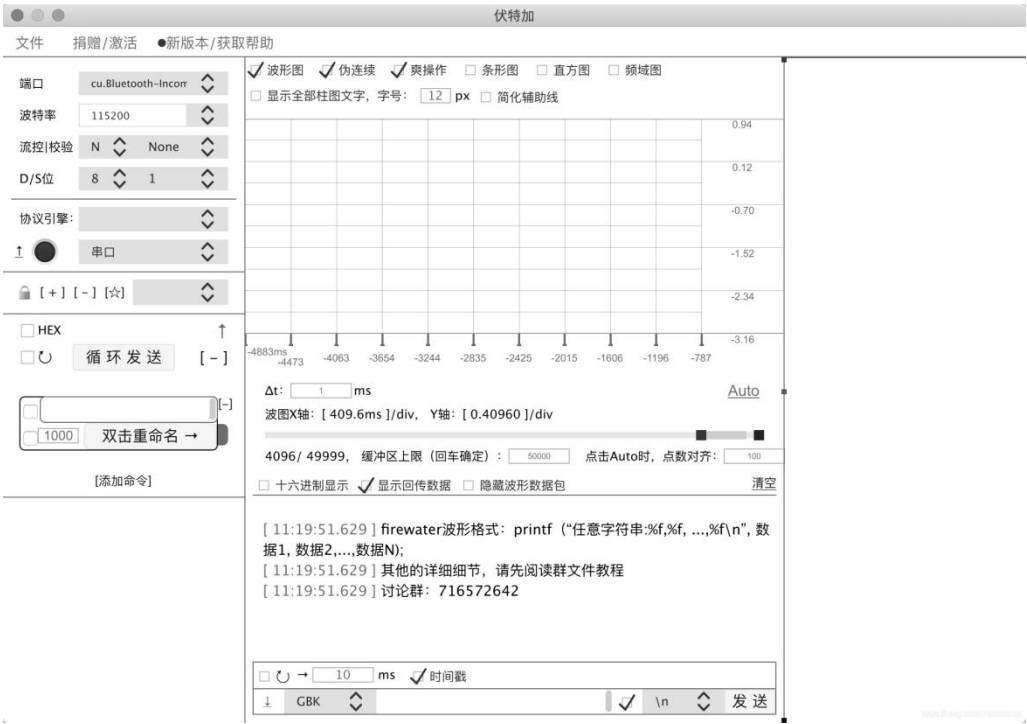 伏特加
文件 捐赠/激活 ●新版本/获取帮助
端口 cu.Bluetooth-Incom
波特率 115200
流控|校验 N None
D/S位 8 1
协议引擎:
串口
[ + ] [ - ] [☆]
HEX ↑
循环发送 [ - ]
[-]
1000 双击重命名 →
[添加命令]
波形图 伪连续 爽操作 条形图 直方图 频域图
显示全部柱图文字，字号: 12 px 简化辅助线
0.94
0.12
-0.70
-1.52
-2.34
-3.16
-4883ms -4473 -4063 -3654 -3244 -2835 -2425 -2015 -1606 -1196 -787
Δt: 1 ms Auto
波图X轴: [ 409.6ms ]/div, Y轴: [ 0.40960 ]/div
4096/ 49999, 缓冲区上限（回车确定）: 50000 点击Auto时，点数对齐: 100
十六进制显示 显示回传数据 隐藏波形数据包 清空
[ 11:19:51.629 ] firewater波形格式: printf（“任意字符串:%f,%f, ...,%f\n”, 数
据1, 数据2,...,数据N);
[ 11:19:51.629 ] 其他的详细细节，请先阅读群文件教程
[ 11:19:51.629 ] 讨论群: 716572642
→ 10 ms 时间戳
GBK \n 发送